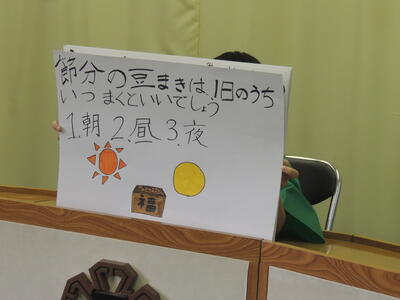 節分の豆まきは、1日のうち
いつ まくといいでしょう
1.朝 2.昼 3.夜
福